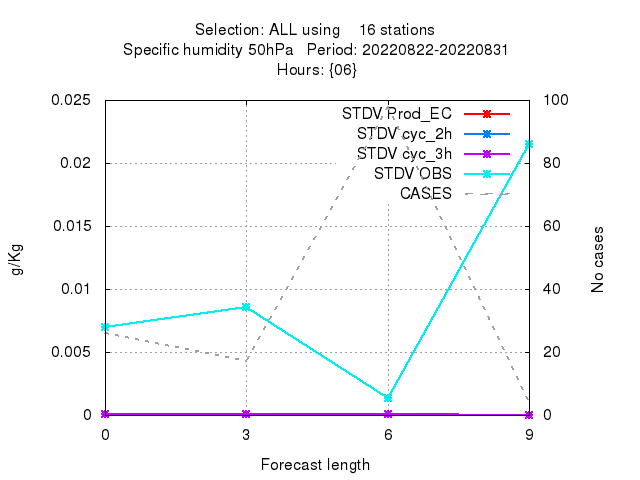 Selection: ALL using 16 stations
Specific humidity 50hPa Period: 20220822-20220831
Hours: {06}
0.025
0.02
0.015
0.01
0.005
0
100
80
60
40
20
0
STDV Prod_EC
STDV cyc_2h
STDV cyc_3h
STDV OBS
CASES
g/Kg
No cases
0 3 6 9
Forecast length